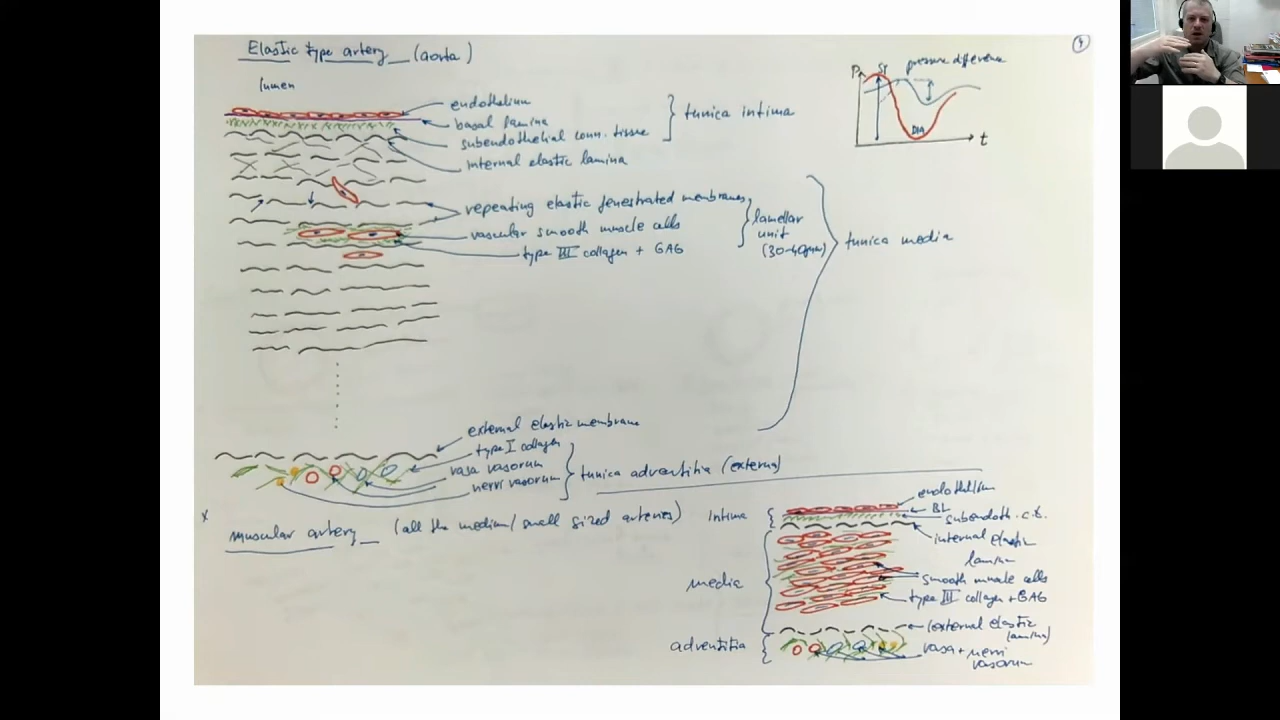 Elastic type artery (aorta)
4
lumen
endothelium
basal lamina
subendothelial conn. tissue
tunica intima
internal elastic lamina
repeating elastic fenestrated membranes
vascular smooth muscle cells
type III collagen + GAG
lamellar
unit
(30-40µm)
tunica media
P
SY
pressure difference
DIA
t
external elastic membrane
type I collagen
vasa vasorum
nervi vasorum
tunica adventitia (externa)
* muscular artery (all the medium/small sized arteries)
intima
endothelium
BL
subendoth. c.t.
internal elastic
lamina
media
smooth muscle cells
type III collagen + GAG
(external elastic
lamina)
adventitia
vasa + nervi
vasorum